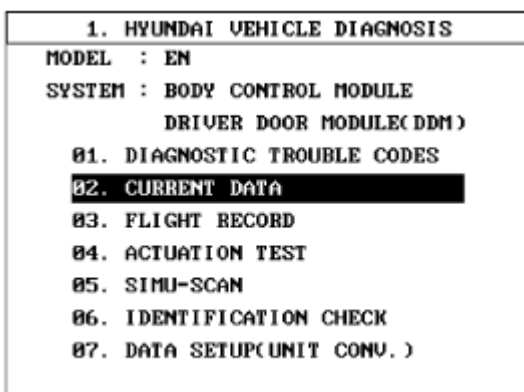 1. HYUNDAI VEHICLE DIAGNOSIS
MODEL : EN
SYSTEM : BODY CONTROL MODULE
DRIVER DOOR MODULE(DDM)
01. DIAGNOSTIC TROUBLE CODES
02. CURRENT DATA
03. FLIGHT RECORD
04. ACTUATION TEST
05. SIMU-SCAN
06. IDENTIFICATION CHECK
07. DATA SETUP(UNIT CONV.)